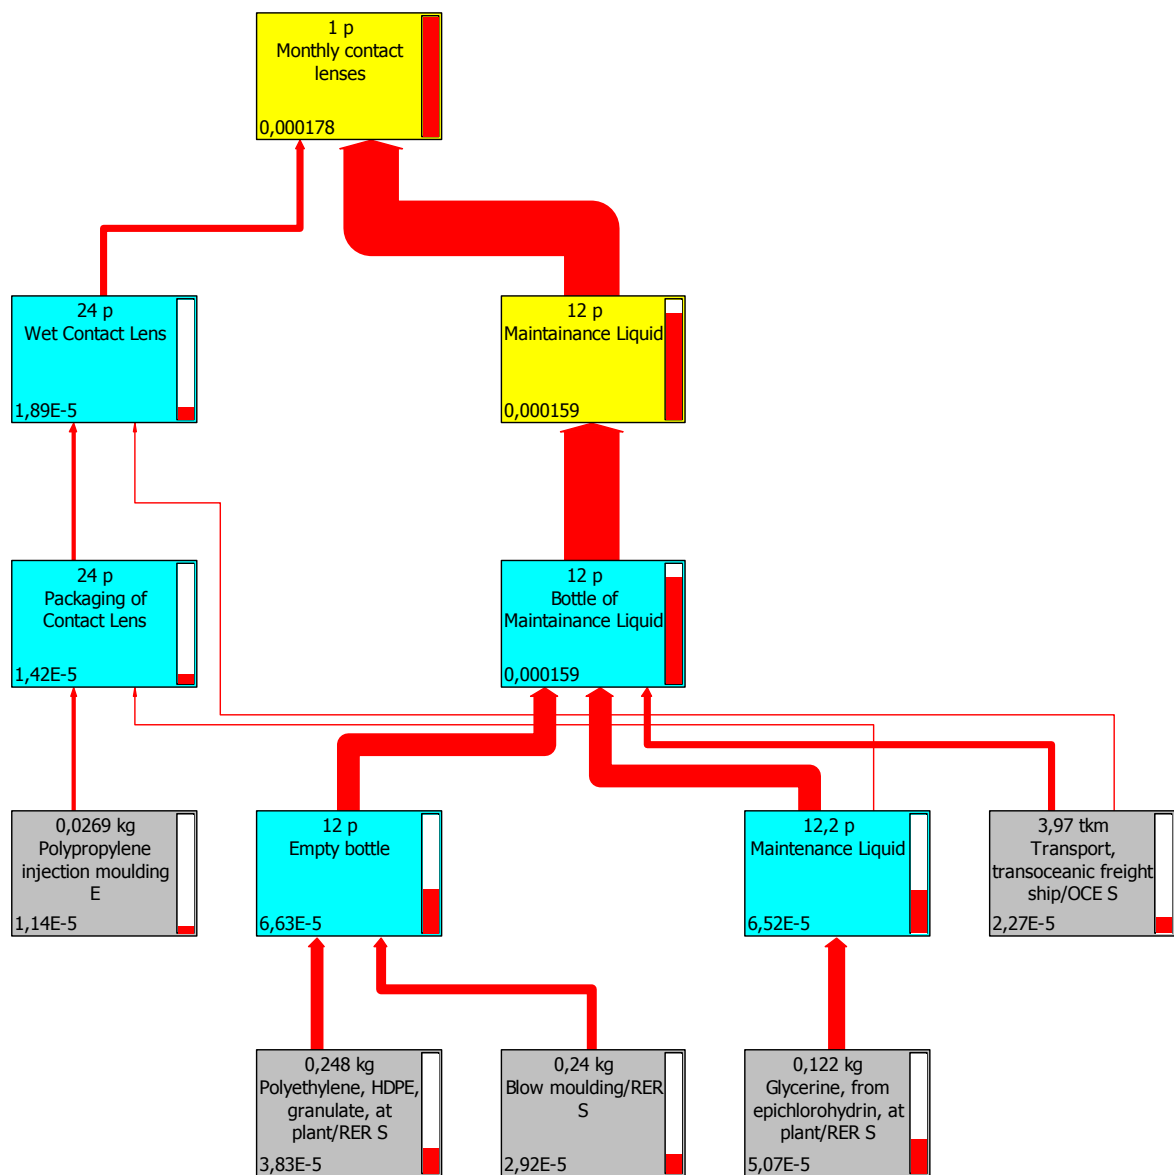 1 p
Monthly contact
lenses
0,000178
24 p
Wet Contact Lens
1,89E-5
12 p
Maintainance Liquid
0,000159
24 p
Packaging of
Contact Lens
1,42E-5
12 p
Bottle of
Maintainance Liquid
0,000159
0,0269 kg
Polypropylene
injection moulding
E
1,14E-5
12 p
Empty bottle
6,63E-5
12,2 p
Maintenance Liquid
6,52E-5
3,97 tkm
Transport,
transoceanic freight
ship/OCE S
2,27E-5
0,248 kg
Polyethylene, HDPE,
granulate, at
plant/RER S
3,83E-5
0,24 kg
Blow moulding/RER
S
2,92E-5
0,122 kg
Glycerine, from
epichlorohydrin, at
plant/RER S
5,07E-5